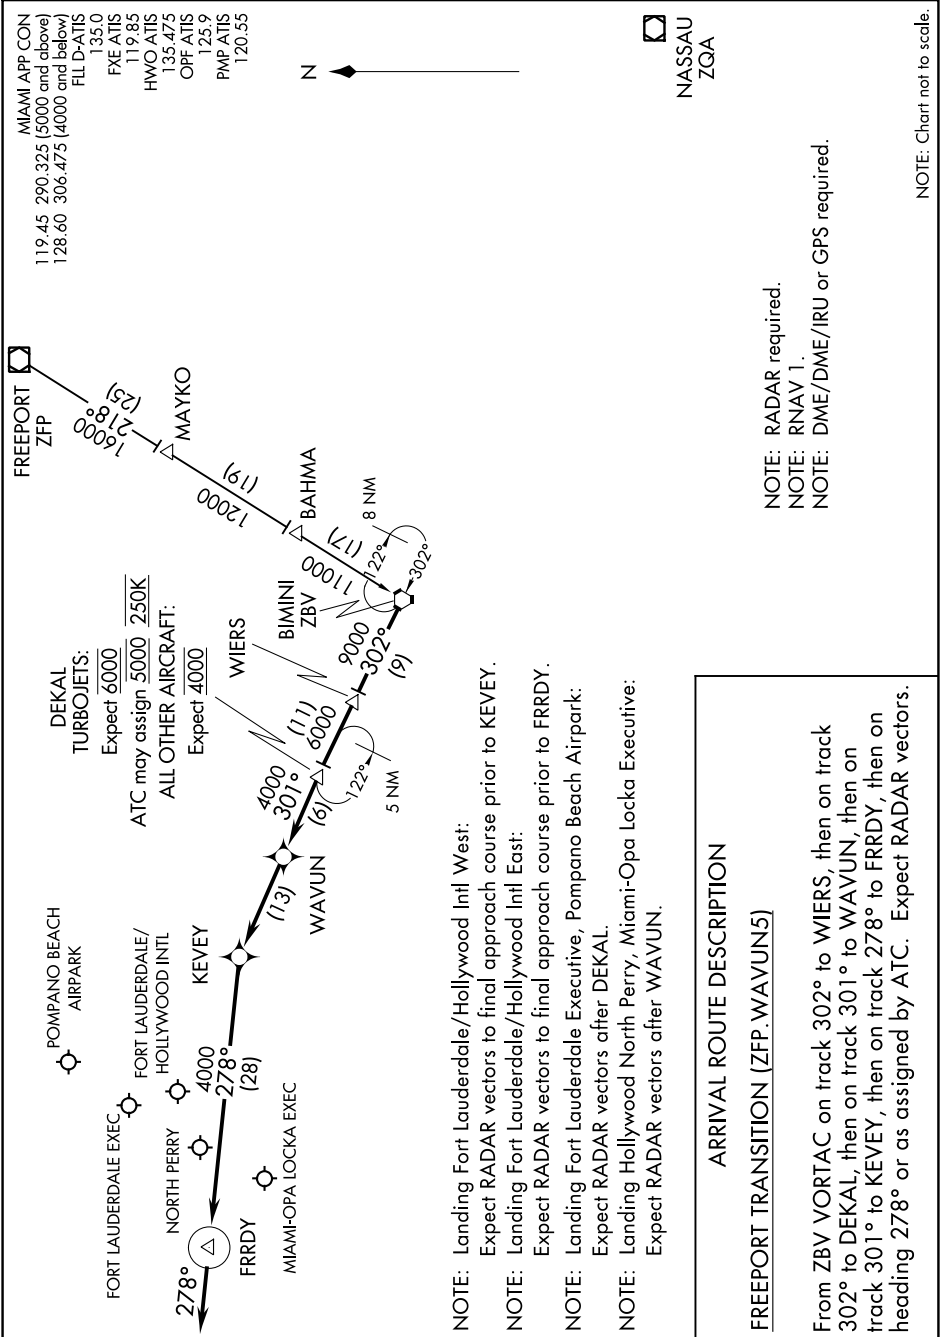 MIAMI APP CON
119.45 290.325 (5000 and above)
128.60 306.475 (4000 and below)
FLL D-ATIS
135.0
FXE ATIS
119.85
HWO ATIS
135.475
OPF ATIS
125.9
PMP ATIS
120.55
N
NASSAU
ZQA
FREEPORT
ZFP
16000
218°
(25)
MAYKO
12000
(19)
BAHMA
11000
(17)
8 NM
122°
302°
BIMINI
ZBV
9000
302°
(9)
WIERS
(11)
6000
DEKAL
TURBOJETS:
Expect 6000
ATC may assign 5000 250K
ALL OTHER AIRCRAFT:
Expect 4000
122°
5 NM
4000
301°
(6)
WAVUN
(13)
KEVEY
POMPANO BEACH
AIRPARK
FORT LAUDERDALE/
HOLLYWOOD INTL
FORT LAUDERDALE EXEC
NORTH PERRY
MIAMI-OPA LOCKA EXEC
4000
278°
(28)
FRRDY
278°
NOTE: Landing Fort Lauderdale/Hollywood Intl West:
Expect RADAR vectors to final approach course prior to KEVEY.
NOTE: Landing Fort Lauderdale/Hollywood Intl East:
Expect RADAR vectors to final approach course prior to FRRDY.
NOTE: Landing Fort Lauderdale Executive, Pompano Beach Airpark:
Expect RADAR vectors after DEKAL.
NOTE: Landing Hollywood North Perry, Miami-Opa Locka Executive:
Expect RADAR vectors after WAVUN.
NOTE: RADAR required.
NOTE: RNAV 1.
NOTE: DME/DME/IRU or GPS required.
NOTE: Chart not to scale.
ARRIVAL ROUTE DESCRIPTION
FREEPORT TRANSITION (ZFP.WAVUN5)
From ZBV VORTAC on track 302° to WIERS, then on track
302° to DEKAL, then on track 301° to WAVUN, then on
track 301° to KEVEY, then on track 278° to FRRDY, then on
heading 278° or as assigned by ATC. Expect RADAR vectors.